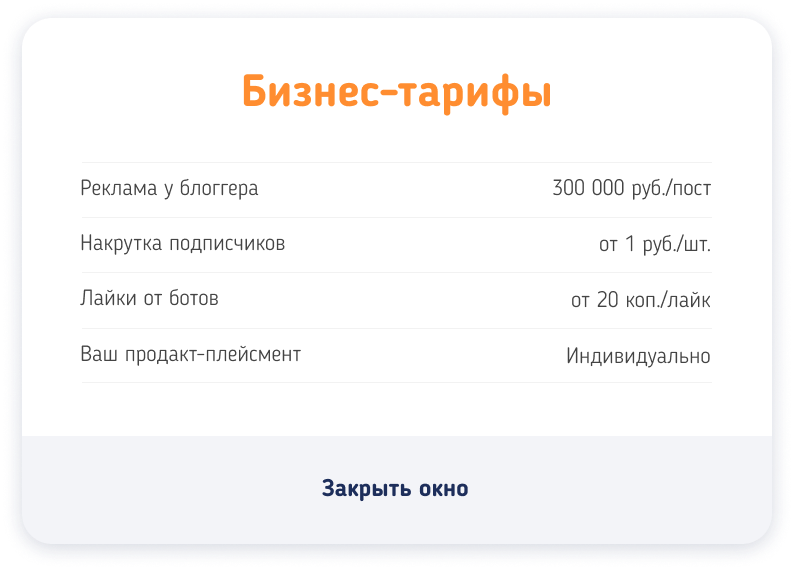 Бизнес-тарифы
Реклама у блоггера 300 000 руб./пост
Накрутка подписчиков от 1 руб./шт.
Лайки от ботов от 20 коп./лайк
Ваш продакт-плейсмент Индивидуально
Закрыть окно